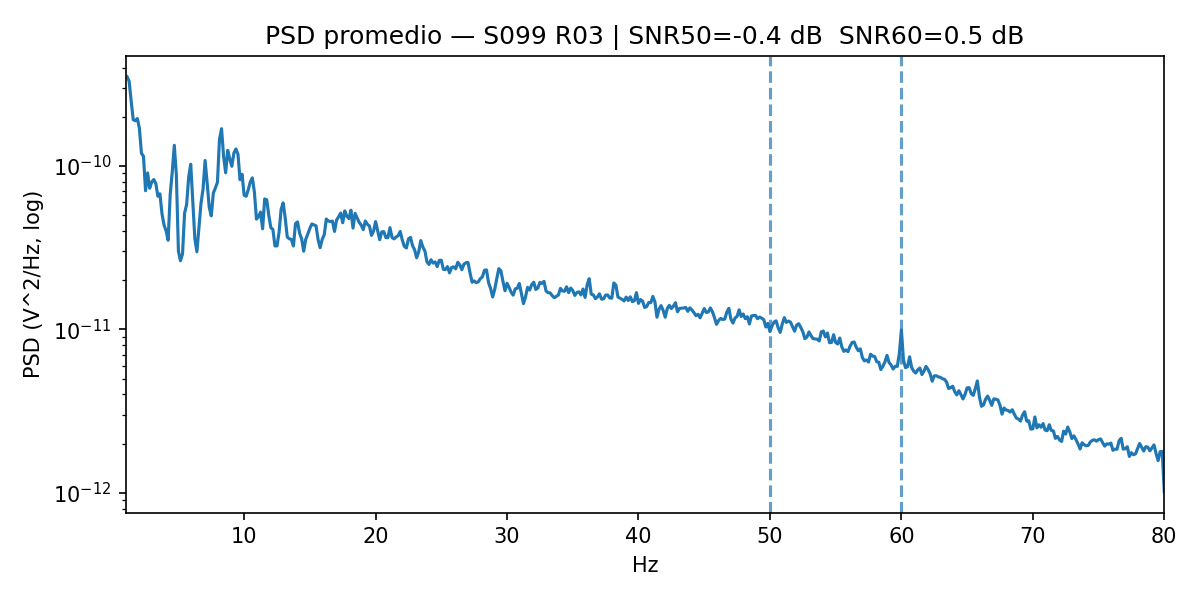 PSD promedio — S099 R03 | SNR50=-0.4 dB  SNR60=0.5 dB
PSD (V^2/Hz, log)
10⁻¹⁰
10⁻¹¹
10⁻¹²
10 20 30 40 50 60 70 80
Hz